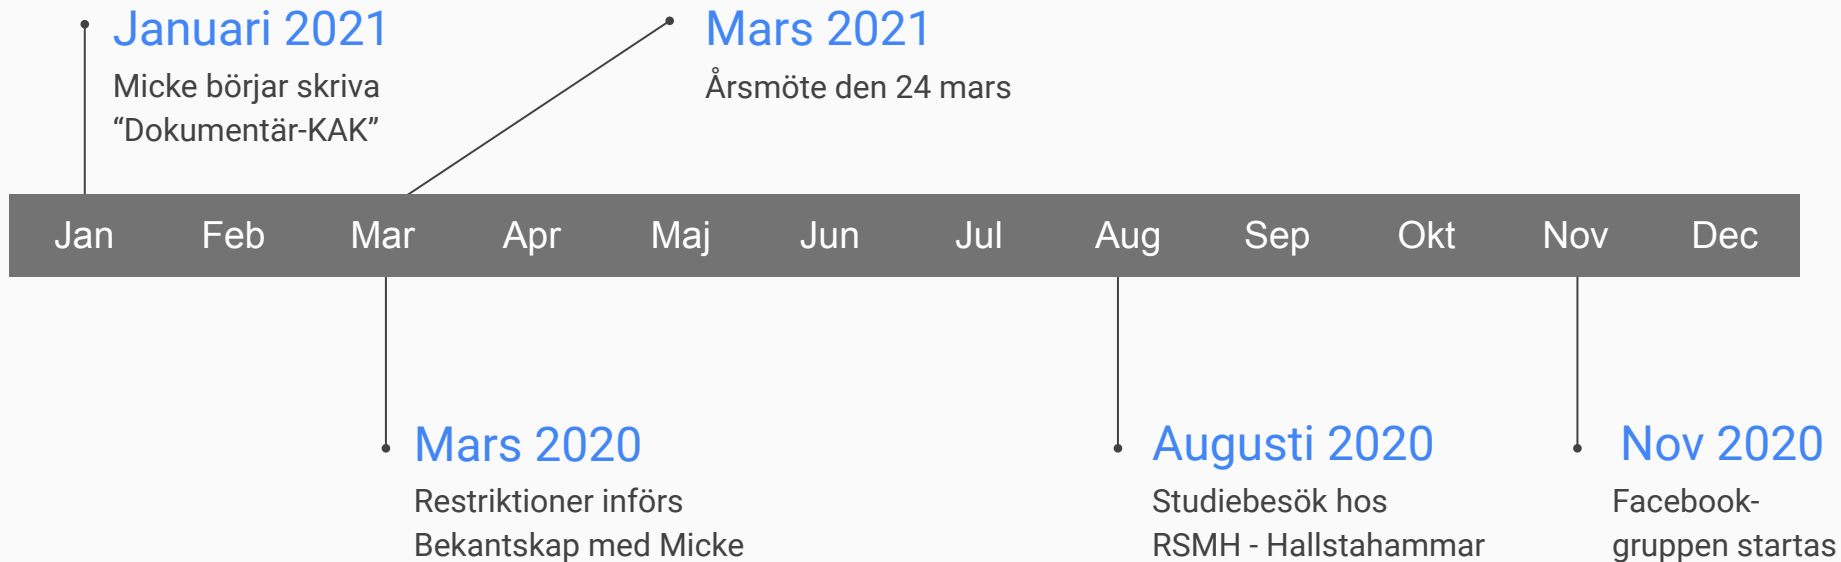 Januari 2021
Micke börjar skriva
“Dokumentär-KAK”
Mars 2021
Årsmöte den 24 mars
Jan Feb Mar Apr Maj Jun Jul Aug Sep Okt Nov Dec
Mars 2020
Restriktioner införs
Bekantskap med Micke
Augusti 2020
Studiebesök hos
RSMH - Hallstahammar
Nov 2020
Facebook-
gruppen startas